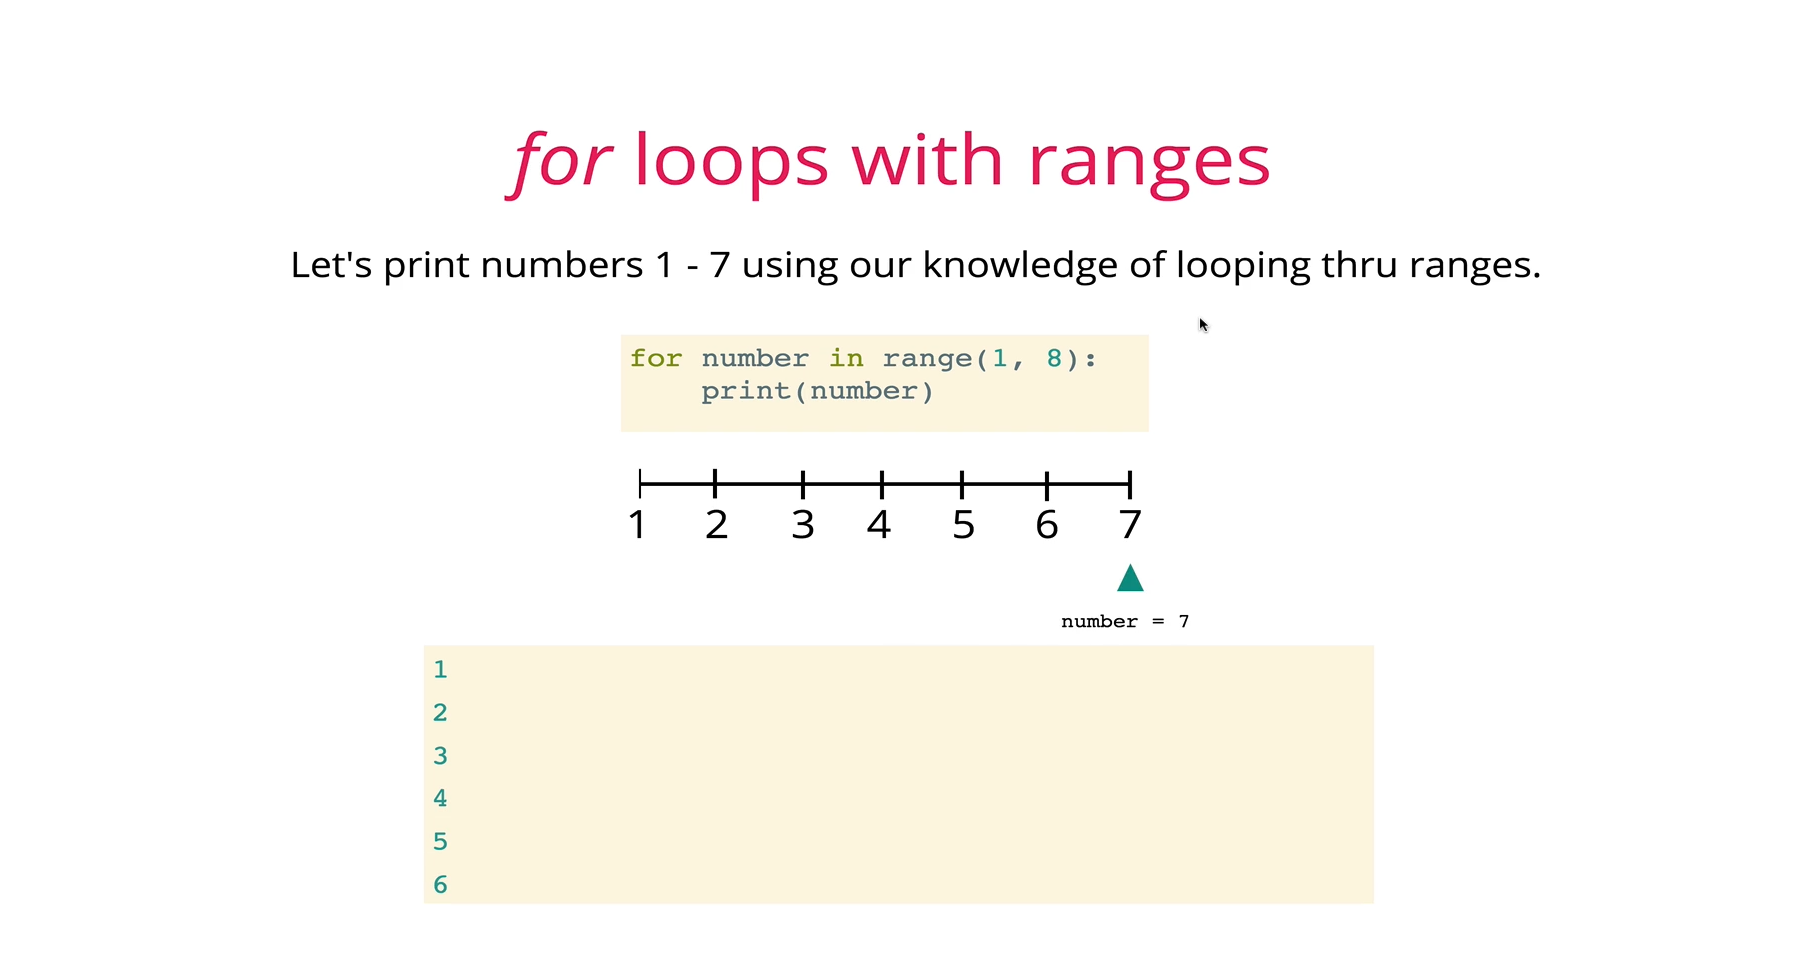 for loops with ranges
Let's print numbers 1 - 7 using our knowledge of looping thru ranges.
for number in range(1, 8):
    print(number)
1 2 3 4 5 6 7
number = 7
1
2
3
4
5
6